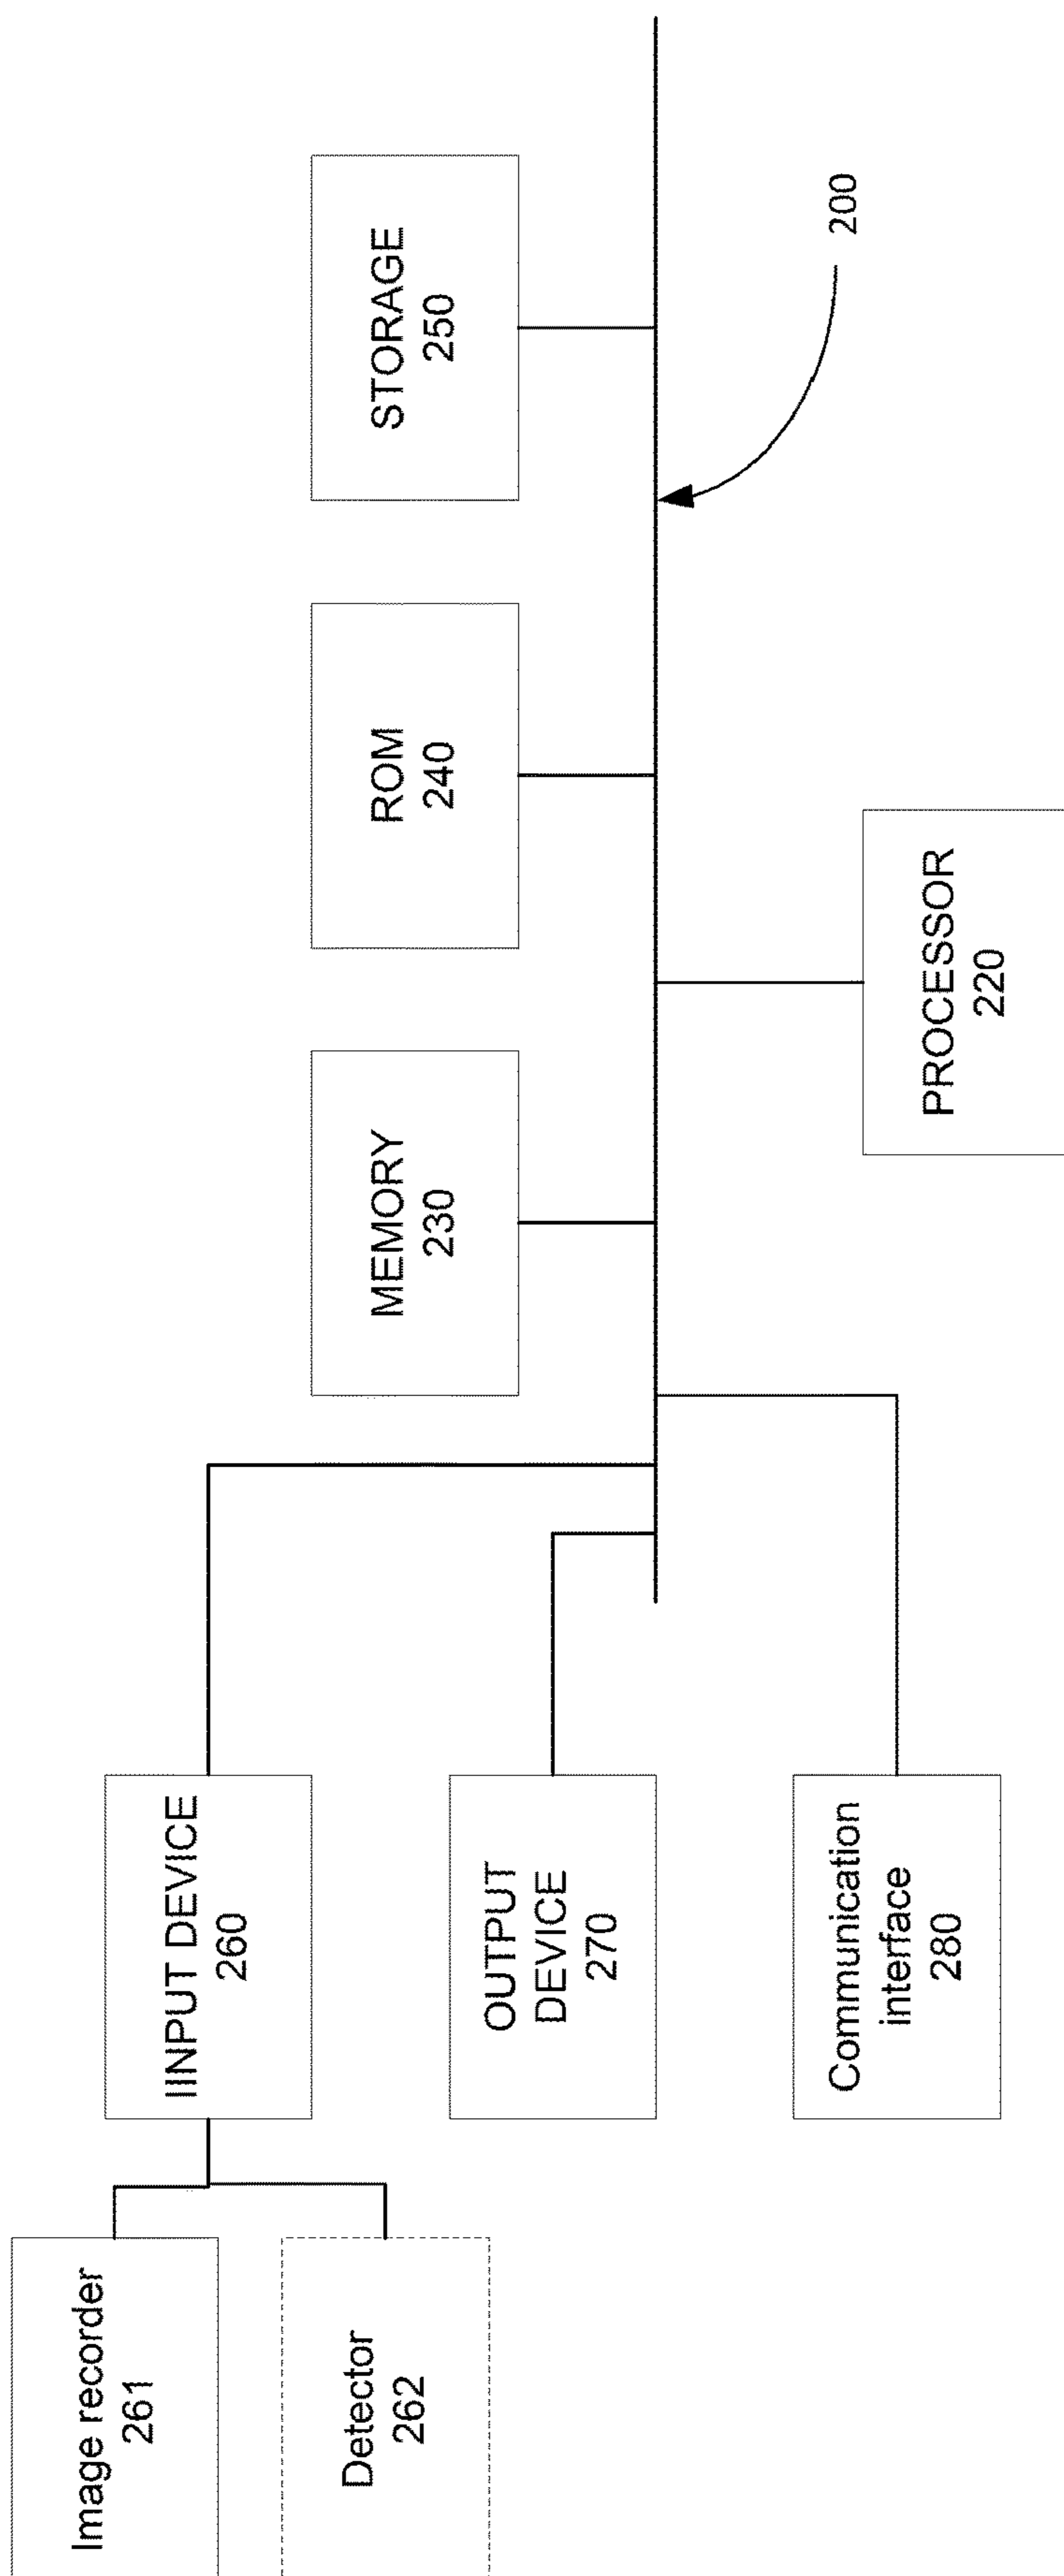 Image recorder
261
Detector
262
IINPUT DEVICE
260
OUTPUT
DEVICE
270
Communication
interface
280
MEMORY
230
ROM
240
STORAGE
250
PROCESSOR
220
200